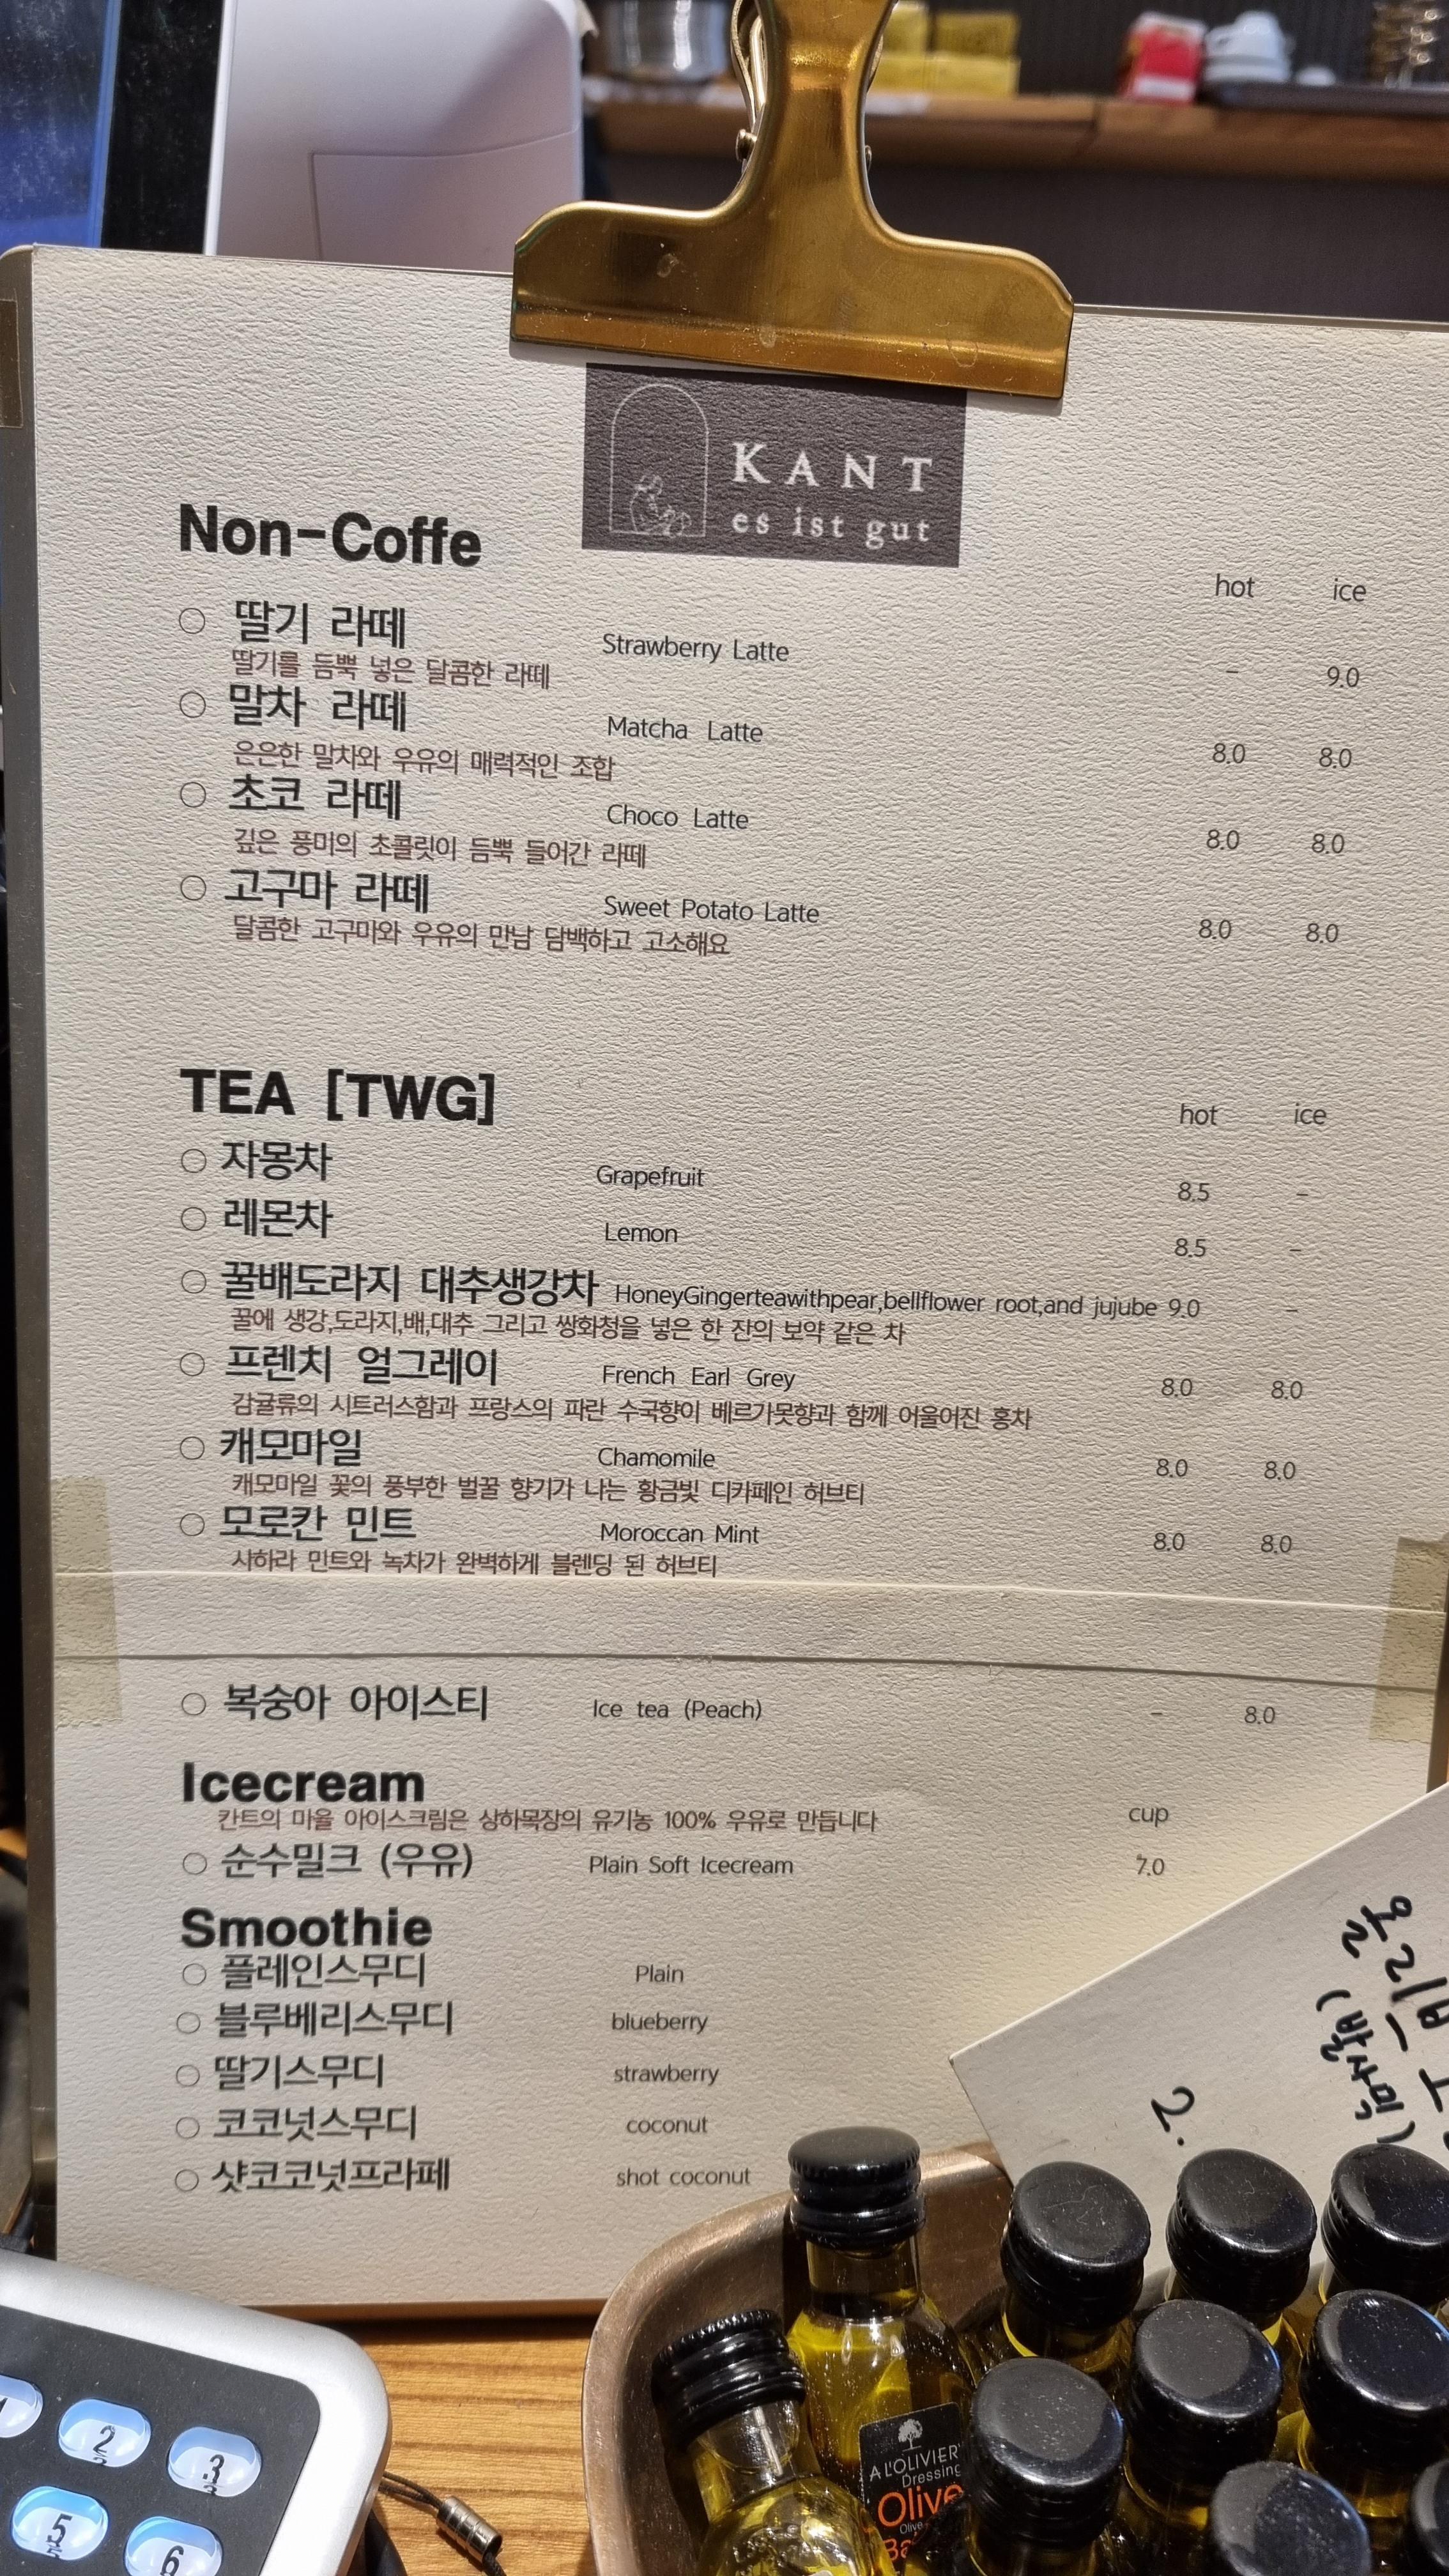 KANT
es ist gut
Non-Coffe
hot ice
딸기 라떼 Strawberry Latte - 9.0
딸기를 듬뿍 넣은 달콤한 라떼
말차 라떼 Matcha Latte 8.0 8.0
은은한 말차와 우유의 매력적인 조합
초코 라떼 Choco Latte 8.0 8.0
깊은 풍미의 초콜릿이 듬뿍 들어간 라떼
고구마 라떼 Sweet Potato Latte 8.0 8.0
달콤한 고구마와 우유의 만남 담백하고 고소해요
TEA [TWG]
hot ice
자몽차 Grapefruit 8.5 -
레몬차 Lemon 8.5 -
꿀배도라지 대추생강차 HoneyGingerteawithpear,bellflower root,and jujube 9.0 -
꿀에 생강,도라지,배,대추 그리고 쌍화청을 넣은 한 잔의 보약 같은 차
프렌치 얼그레이 French Earl Grey 8.0 8.0
감귤류의 시트러스함과 프랑스의 파란 수국향이 베르가못향과 함께 어울어진 홍차
캐모마일 Chamomile 8.0 8.0
캐모마일 꽃의 풍부한 벌꿀 향기가 나는 황금빛 디카페인 허브티
모로칸 민트 Moroccan Mint 8.0 8.0
사하라 민트와 녹차가 완벽하게 블렌딩 된 허브티
복숭아 아이스티 Ice tea (Peach) - 8.0
Icecream
칸트의 마을 아이스크림은 상하목장의 유기농 100% 우유로 만듭니다 cup
순수밀크 (우유) Plain Soft Icecream 7.0
Smoothie
플레인스무디 Plain
블루베리스무디 blueberry
딸기스무디 strawberry
코코넛스무디 coconut
샷코코넛프라페 shot coconut
올리브
(발사믹)
2.
A L'OLIVIER
Dressing
Olive
2
3
5
6